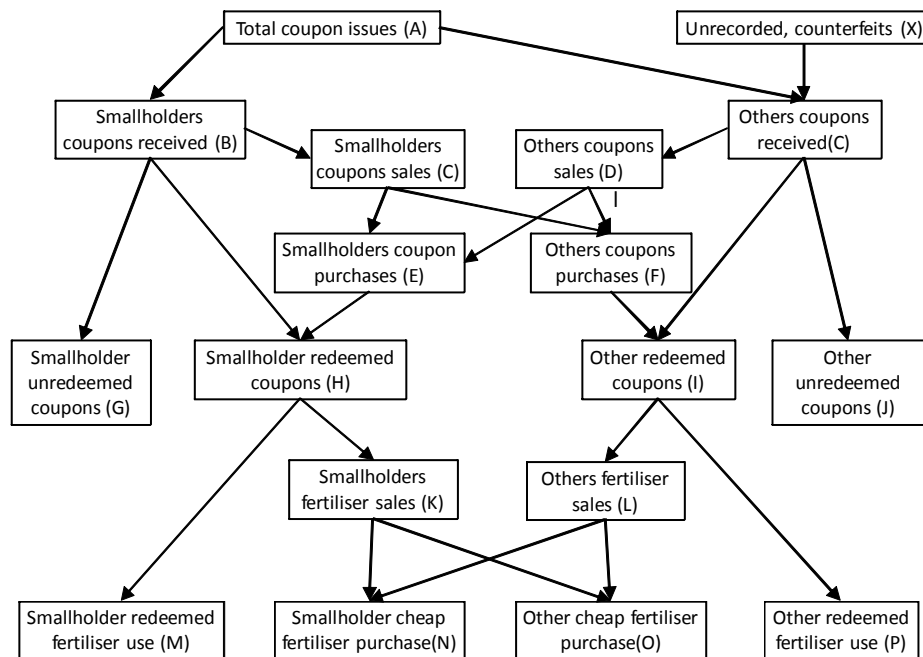 Total coupon issues (A)
Unrecorded, counterfeits (X)
Smallholders
coupons received (B)
Others coupons
received(C)
Smallholders
coupons sales (C)
Others coupons
sales (D)
Smallholders coupon
purchases (E)
Others coupons
purchases (F)
Smallholder
unredeemed
coupons (G)
Smallholder redeemed
coupons (H)
Other redeemed
coupons (I)
Other
unredeemed
coupons (J)
Smallholders
fertiliser sales (K)
Others fertiliser
sales (L)
Smallholder redeemed
fertiliser use (M)
Smallholder cheap
fertiliser purchase(N)
Other cheap fertiliser
purchase(O)
Other redeemed
fertiliser use (P)